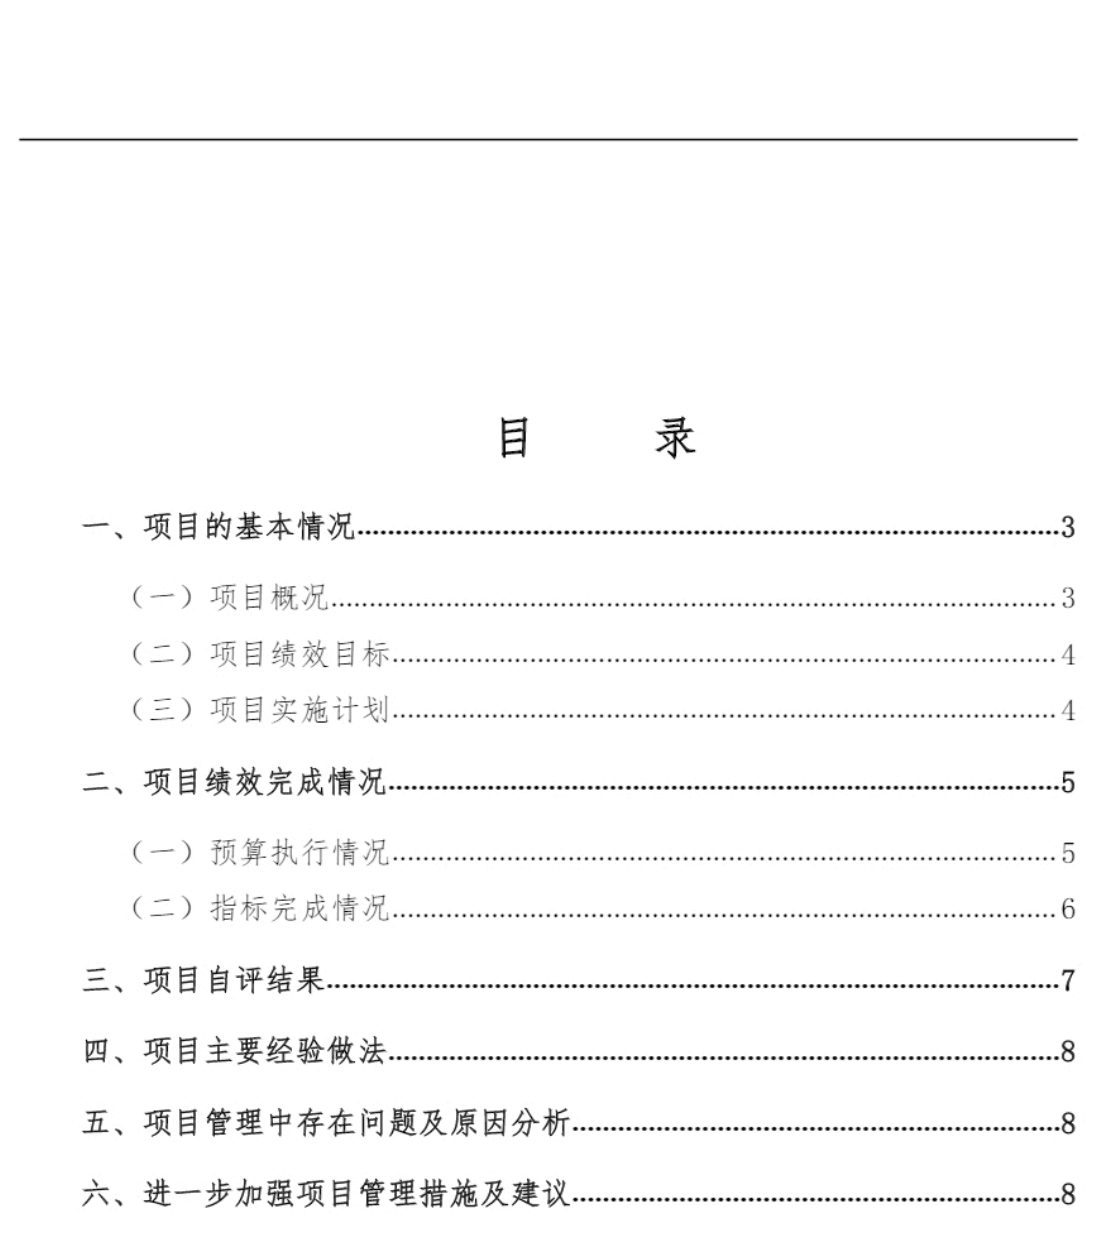 目 录
一、项目的基本情况........................................3
（一）项目概况........................................3
（二）项目绩效目标........................................4
（三）项目实施计划........................................4
二、项目绩效完成情况........................................5
（一）预算执行情况........................................5
（二）指标完成情况........................................6
三、项目自评结果........................................7
四、项目主要经验做法........................................8
五、项目管理中存在问题及原因分析........................................8
六、进一步加强项目管理措施及建议........................................8